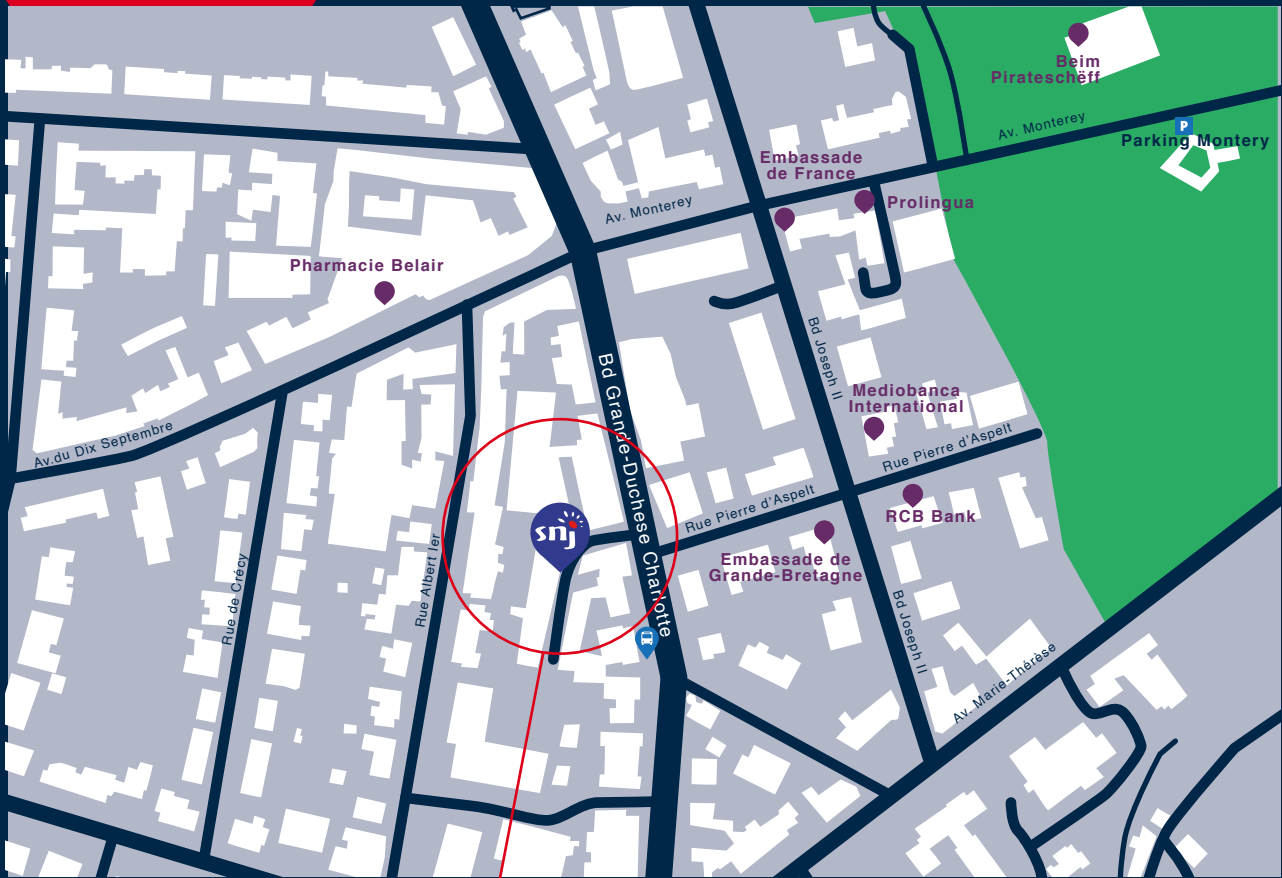 Beim
Pirateschëff
Av. Monterey
P
Parking Montery
Embassade
de France
Prolingua
Av. Monterey
Pharmacie Belair
Bd Joseph II
Bd Grande-Duchese Charlotte
Mediobanca
International
Av.du Dix Septembre
Rue Pierre d'Aspelt
Rue Pierre d'Aspelt
RCB Bank
snj
Embassade de
Grande-Bretagne
Rue de Crécy
Rue Albert Ier
Bd Joseph II
Av. Marie-Thérèse